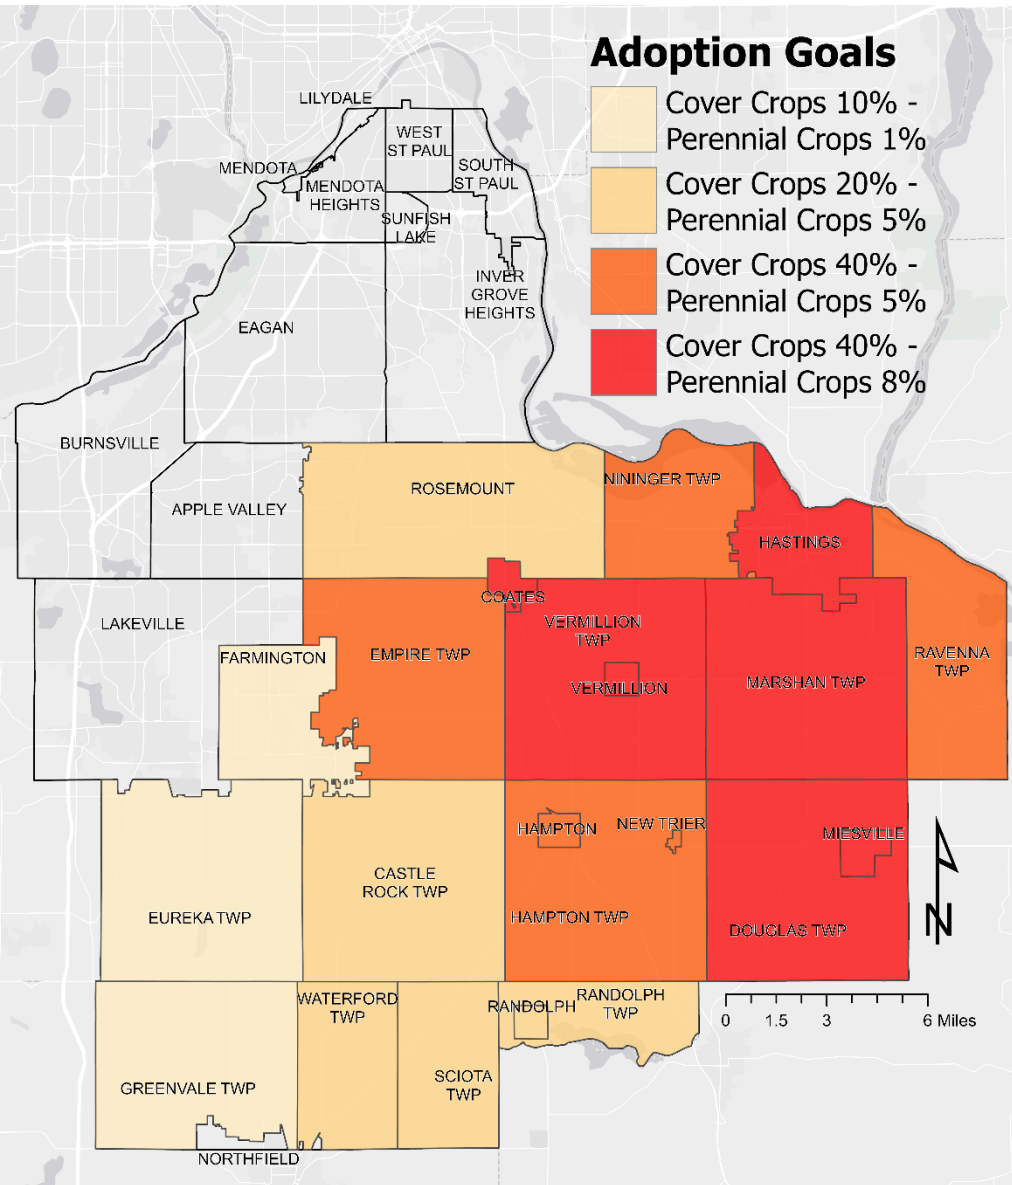 Adoption Goals
Cover Crops 10% -
Perennial Crops 1%
Cover Crops 20% -
Perennial Crops 5%
Cover Crops 40% -
Perennial Crops 5%
Cover Crops 40% -
Perennial Crops 8%
LILYDALE
WEST
ST PAUL
MENDOTA
SOUTH
ST PAUL
MENDOTA
HEIGHTS
SUNFISH
LAKE
INVER
GROVE
HEIGHTS
EAGAN
BURNSVILLE
APPLE VALLEY
ROSEMOUNT
NININGER TWP
HASTINGS
COATES
LAKEVILLE
FARMINGTON
EMPIRE TWP
VERMILLION
TWP
VERMILLION
MARSHAN TWP
RAVENNA
TWP
HAMPTON
NEW TRIER
MIESVILLE
CASTLE
ROCK TWP
EUREKA TWP
HAMPTON TWP
DOUGLAS TWP
N
WATERFORD
TWP
RANDOLPH
RANDOLPH
TWP
0 1.5 3 6 Miles
GREENVALE TWP
SCIOTA
TWP
NORTHFIELD